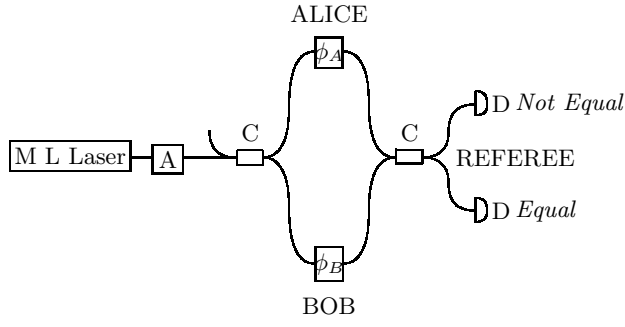 ALICE
ϕA
C
M L Laser
A
C
D Not Equal
REFEREE
D Equal
ϕB
BOB